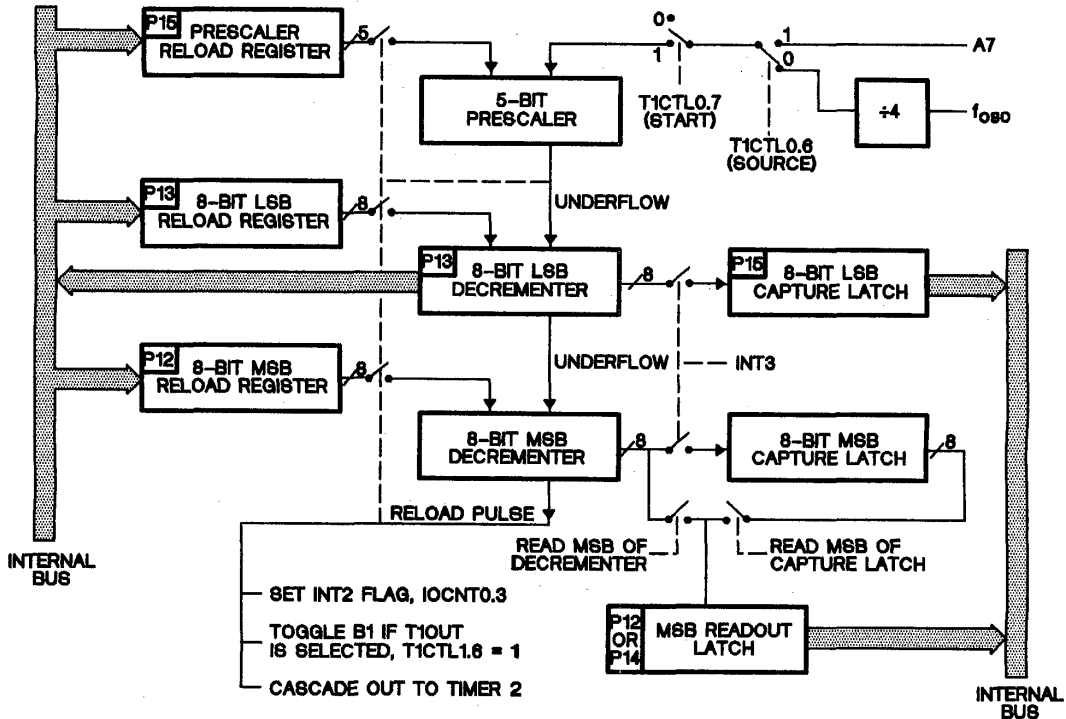 P15
PRESCALER
RELOAD REGISTER
5
0
1
1
0
A7
5-BIT
PRESCALER
T1CTL0.7
(START)
÷4
fosc
T1CTL0.6
(SOURCE)
P13
8-BIT LSB
RELOAD REGISTER
8
UNDERFLOW
P13
8-BIT LSB
DECREMENTER
8
P15
8-BIT LSB
CAPTURE LATCH
P12
8-BIT MSB
RELOAD REGISTER
8
UNDERFLOW
INT3
8-BIT MSB
DECREMENTER
8
8-BIT MSB
CAPTURE LATCH
8
RELOAD PULSE
READ MSB OF
DECREMENTER
READ MSB OF
CAPTURE LATCH
INTERNAL
BUS
SET INT2 FLAG, IOCNT0.3
TOGGLE B1 IF T1OUT
IS SELECTED, T1CTL1.6 = 1
CASCADE OUT TO TIMER 2
P12
OR
P14
MSB READOUT
LATCH
INTERNAL
BUS